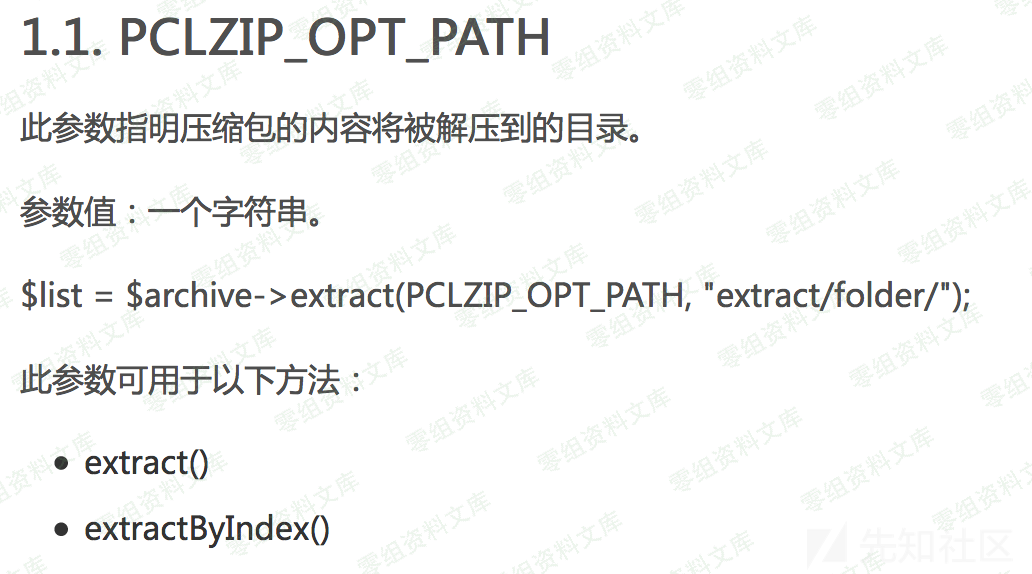 1.1. PCLZIP_OPT_PATH
此参数指明压缩包的内容将被解压到的目录。
参数值：一个字符串。
$list = $archive->extract(PCLZIP_OPT_PATH, "extract/folder/");
此参数可用于以下方法：
• extract()
• extractByIndex()
零组资料文库
先知社区